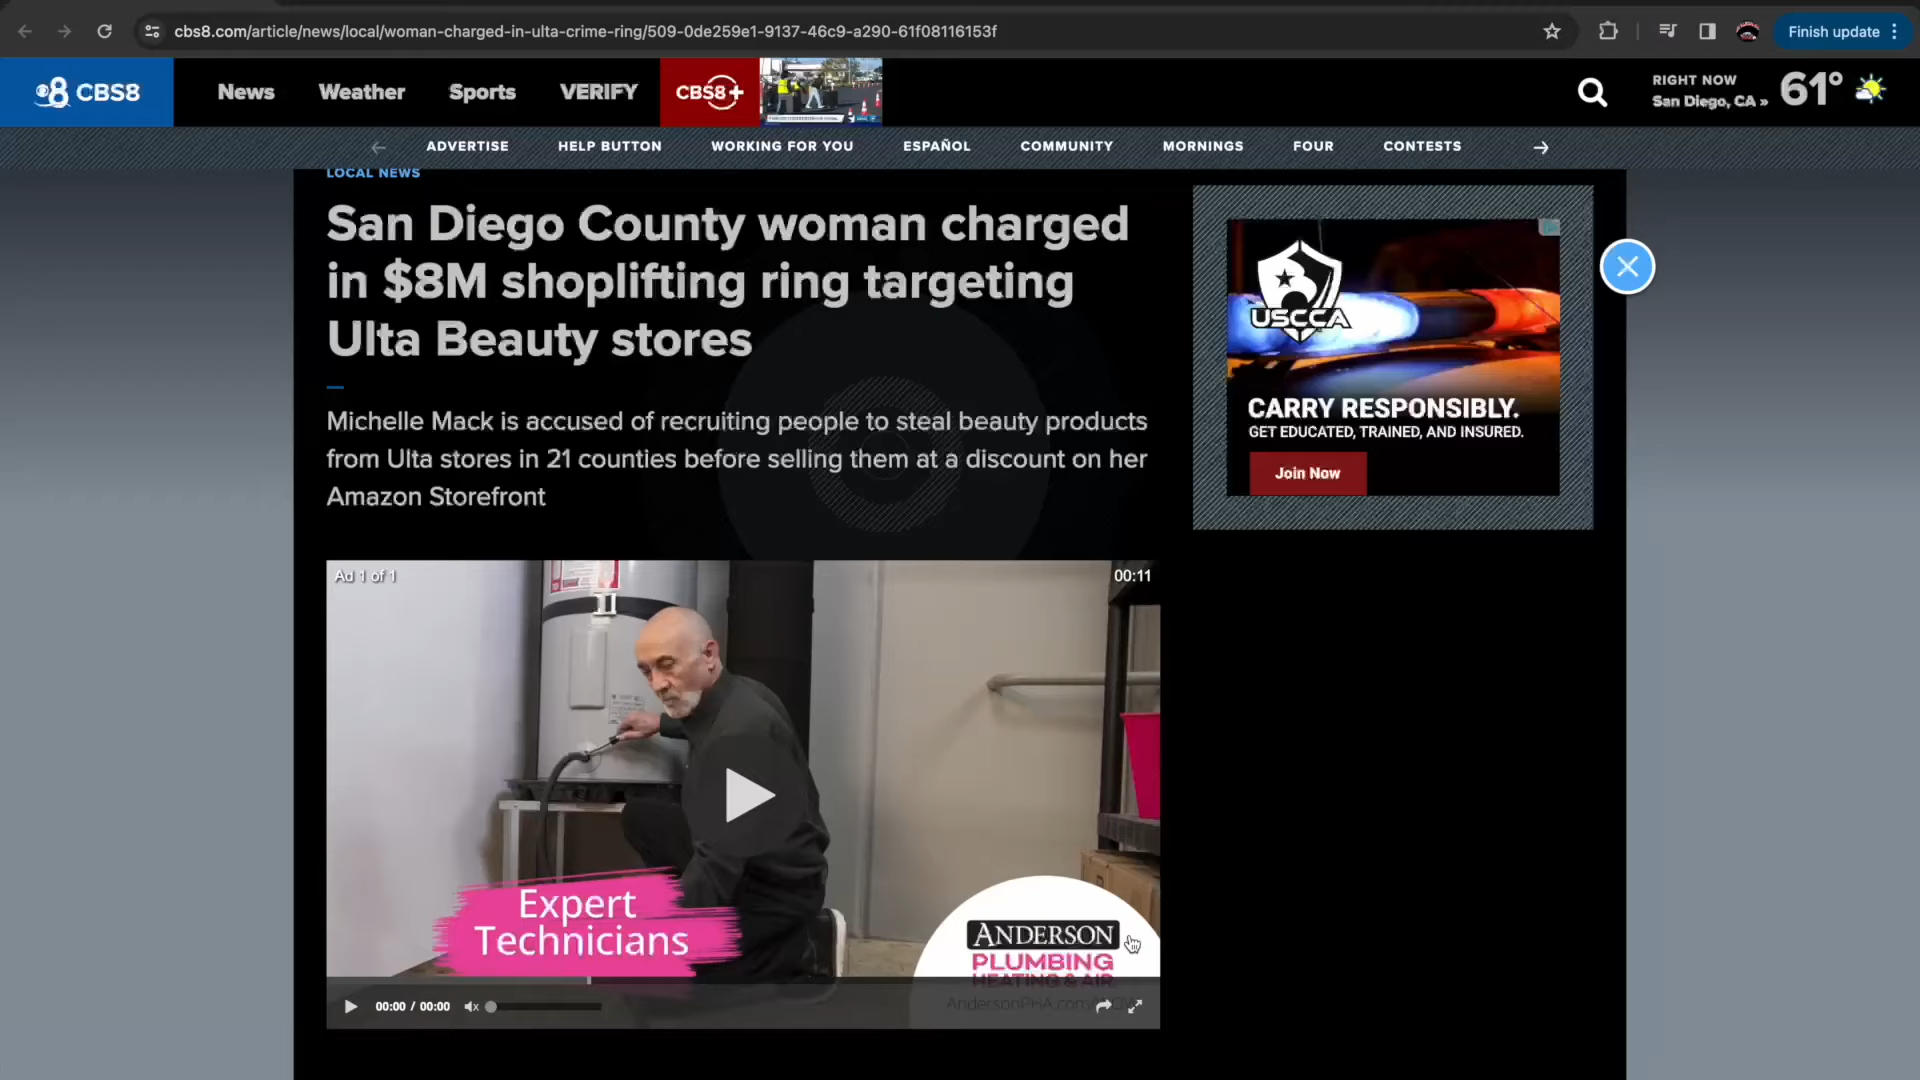 cbs8.com/article/news/local/woman-charged-in-ulta-crime-ring/509-0de259e1-9137-46c9-a290-61f08116153f
Finish update
8 CBS8
News
Weather
Sports
VERIFY
CBS8+
RIGHT NOW
San Diego, CA »
61°
ADVERTISE
HELP BUTTON
WORKING FOR YOU
ESPAÑOL
COMMUNITY
MORNINGS
FOUR
CONTESTS
LOCAL NEWS
San Diego County woman charged
in $8M shoplifting ring targeting
Ulta Beauty stores
Michelle Mack is accused of recruiting people to steal beauty products
from Ulta stores in 21 counties before selling them at a discount on her
Amazon Storefront
USCCA
CARRY RESPONSIBLY.
GET EDUCATED, TRAINED, AND INSURED.
Join Now
Ad 1 of 1
00:11
Expert
Technicians
ANDERSON
PLUMBING
HEATING & AIR
00:00 / 00:00